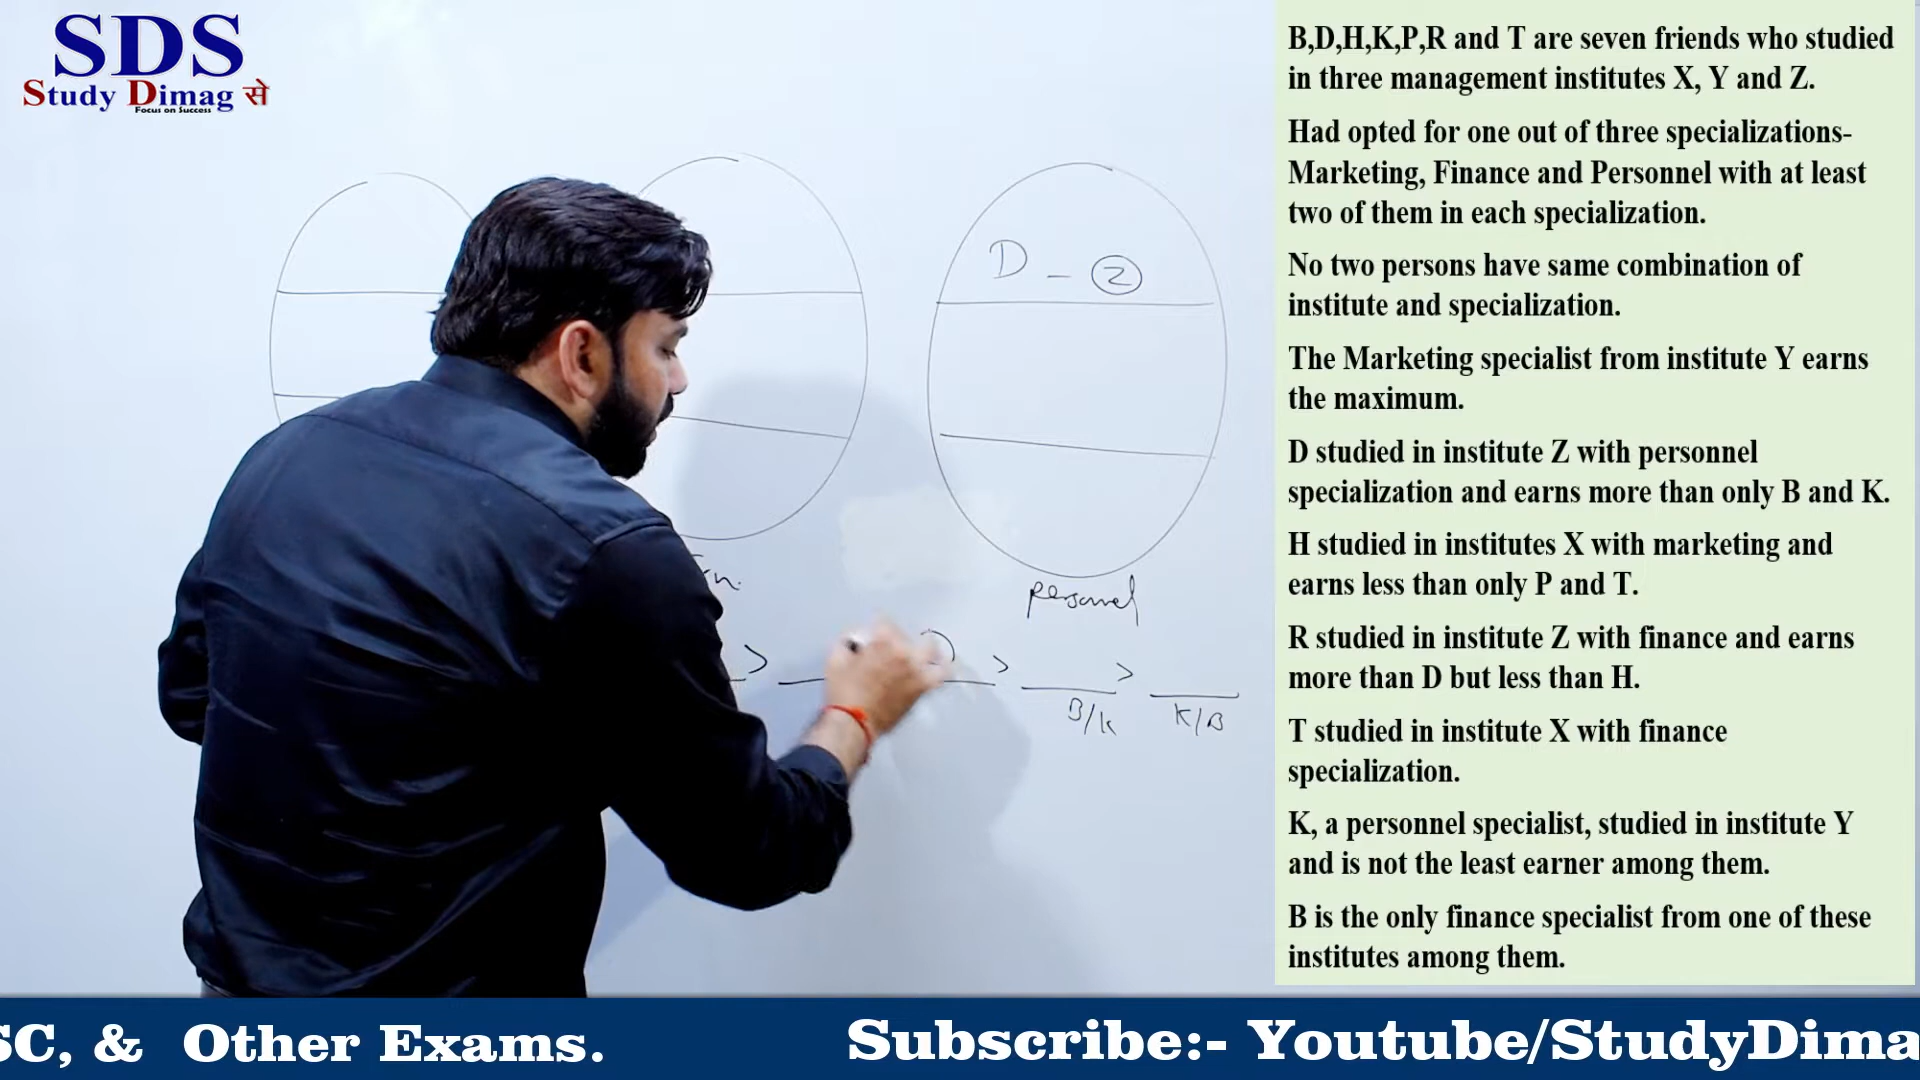 SDS
Study Dimag से
Focus on Success
B,D,H,K,P,R and T are seven friends who studied
in three management institutes X, Y and Z.
Had opted for one out of three specializations-
Marketing, Finance and Personnel with at least
two of them in each specialization.
No two persons have same combination of
institute and specialization.
The Marketing specialist from institute Y earns
the maximum.
D studied in institute Z with personnel
specialization and earns more than only B and K.
H studied in institutes X with marketing and
earns less than only P and T.
R studied in institute Z with finance and earns
more than D but less than H.
T studied in institute X with finance
specialization.
K, a personnel specialist, studied in institute Y
and is not the least earner among them.
B is the only finance specialist from one of these
institutes among them.
D - Z
personnel
> D > >
B/K K/B
SC, & Other Exams.
Subscribe:- Youtube/StudyDima